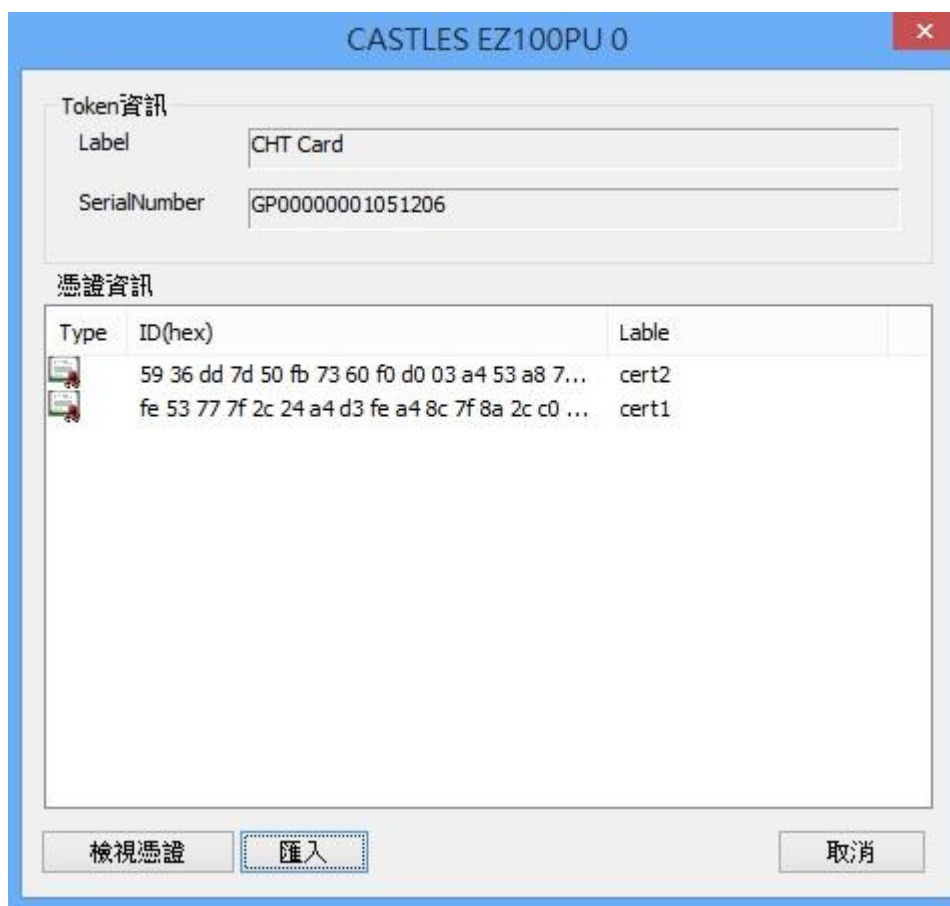 CASTLES EZ100PU 0
Token資訊
Label CHT Card
SerialNumber GP00000001051206
憑證資訊
Type ID(hex) Lable
59 36 dd 7d 50 fb 73 60 f0 d0 03 a4 53 a8 7... cert2
fe 53 77 7f 2c 24 a4 d3 fe a4 8c 7f 8a 2c c0 ... cert1
檢視憑證 匯入 取消